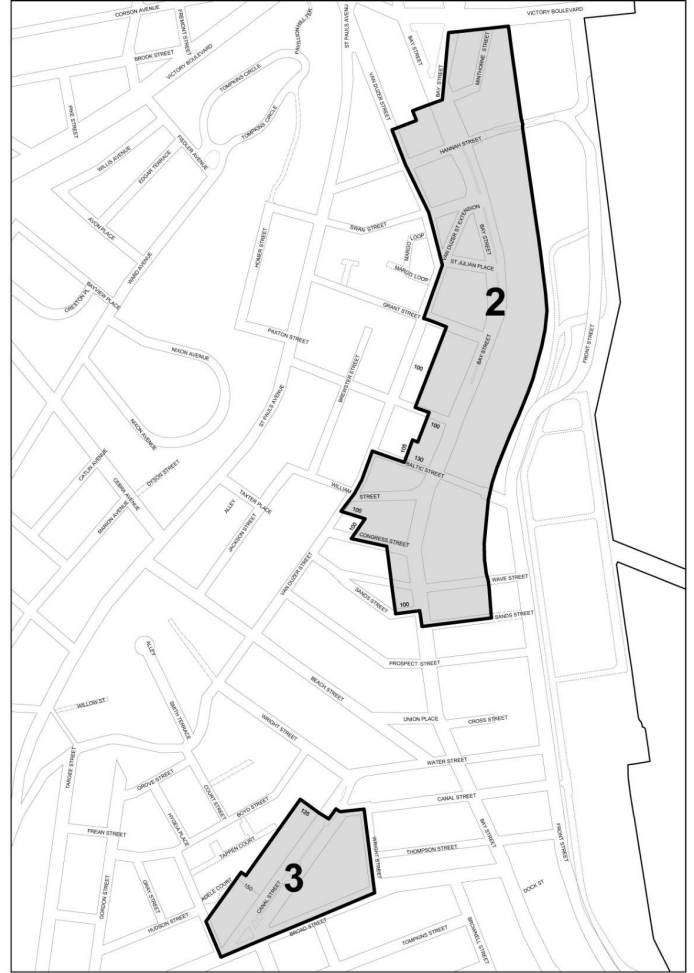 CORSON AVENUE
VICTORY BOULEVARD
FREMONT STREET
BROOK STREET
VICTORY BOULEVARD
ST PAULS AVENU
BAY STREET
BAY STREET
MINTHORNE STREET
VAN DUZER STREET
TOMPKINS CIRCLE
TOMPKINS CIRCLE
PIKE STREET
WILLIS AVENUE
EDGAR TERRACE
FIEDLER AVENUE
HANNAH STREET
AVON PLACE
WARD AVENUE
HOMER STREET
SWAN STREET
MARGO LOOP
MARGO LOOP
VAN DUZER ST EXTENSION
BAY STREET
ST JULIAN PLACE
CRESTON PL
BAYVIEW PLACE
2
GRANT STREET
PAXTON STREET
NIXON AVENUE
NIXON AVENUE
BREWSTER STREET
ST PAULS AVENUE
BAY STREET
FRONT STREET
100
100
105
130
BALTIC STREET
CATLIN AVENUE
CEBRA AVENUE
DYSON STREET
MARION AVENUE
ALLEY
TAXTER PLACE
JACKSON STREET
WILLIAM
STREET
100
100
CONGRESS STREET
VAN DUZER STREET
SANDS STREET
100
WAVE STREET
SANDS STREET
PROSPECT STREET
ALLEY
BEACH STREET
WILLOW ST.
SMITH TERRACE
UNION PLACE
CROSS STREET
WRIGHT STREET
TARGEE STREET
WATER STREET
GROVE STREET
COURT STREET
CANAL STREET
BOYD STREET
125
HYGEIA PLACE
FREAN STREET
TAPPEN COURT
WRIGHT STREET
THOMPSON STREET
BAY STREET
FRONT STREET
ADELE COURT
150
3
CANAL STREET
GRAY STREET
GORDON STREET
HUDSON STREET
BROAD STREET
DOCK ST
TOMPKINS STREET
BROWNELL STREET